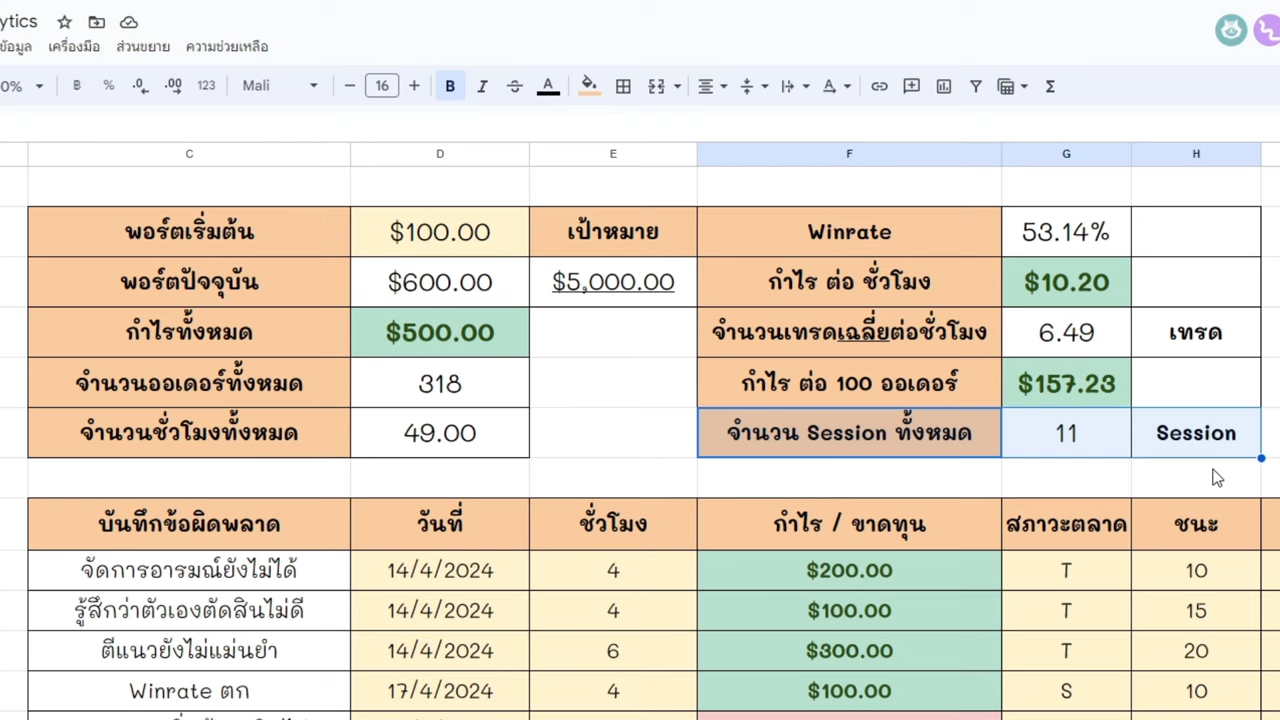 ytics
ข้อมูล เครื่องมือ ส่วนขยาย ความช่วยเหลือ
0% ฿ % .0 .00 123 Mali − 16 + B I S A Σ
C D E F G H
พอร์ตเริ่มต้น $100.00 เป้าหมาย Winrate 53.14%
พอร์ตปัจจุบัน $600.00 $5,000.00 กำไร ต่อ ชั่วโมง $10.20
กำไรทั้งหมด $500.00 จำนวนเทรดเฉลี่ยต่อชั่วโมง 6.49 เทรด
จำนวนออเดอร์ทั้งหมด 318 กำไร ต่อ 100 ออเดอร์ $157.23
จำนวนชั่วโมงทั้งหมด 49.00 จำนวน Session ทั้งหมด 11 Session
บันทึกข้อผิดพลาด วันที่ ชั่วโมง กำไร / ขาดทุน สภาวะตลาด ชนะ
จัดการอารมณ์ยังไม่ได้ 14/4/2024 4 $200.00 T 10
รู้สึกว่าตัวเองตัดสินไม่ดี 14/4/2024 4 $100.00 T 15
ตีแนวยังไม่แม่นยำ 14/4/2024 6 $300.00 T 20
Winrate ตก 17/4/2024 4 $100.00 S 10